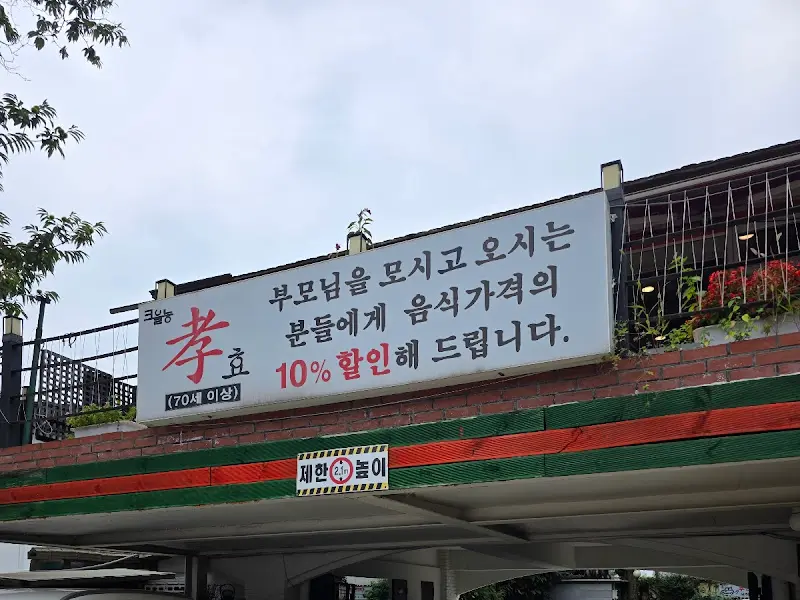 크을농
孝 효
(70세 이상)
부모님을 모시고 오시는
분들에게 음식가격의
10% 할인해 드립니다.
제한 2.1m 높이